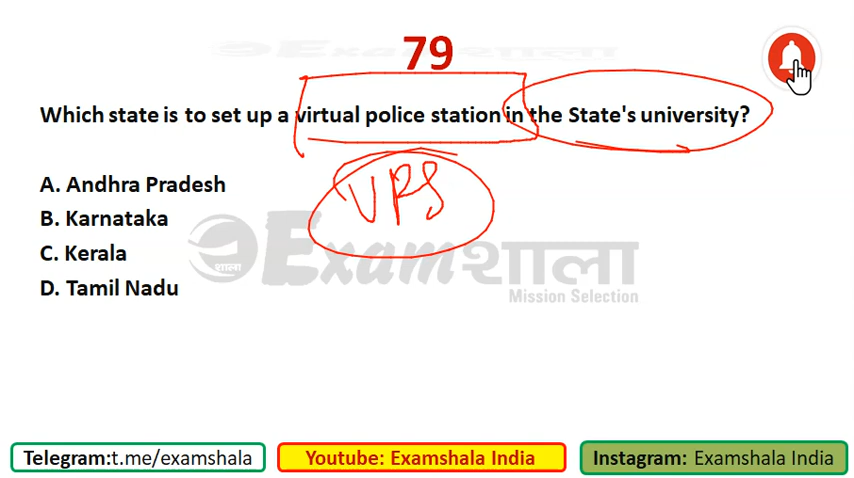 79
Which state is to set up a virtual police station in the State's university?
VPS
A. Andhra Pradesh
B. Karnataka
C. Kerala
D. Tamil Nadu
शाला Examशाला
Mission Selection
Telegram:t.me/examshala
Youtube: Examshala India
Instagram: Examshala India